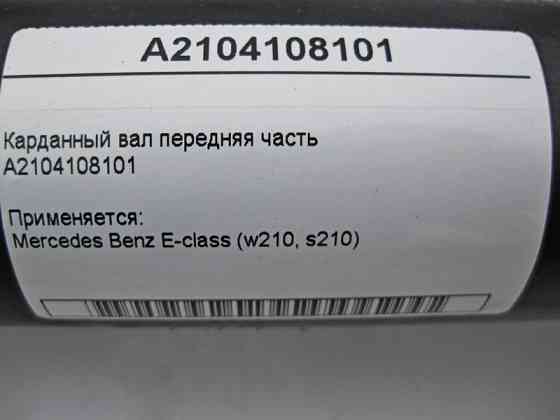 A2104108101
Карданный вал передняя часть
A2104108101
Применяется:
Mercedes Benz E-class (w210, s210)